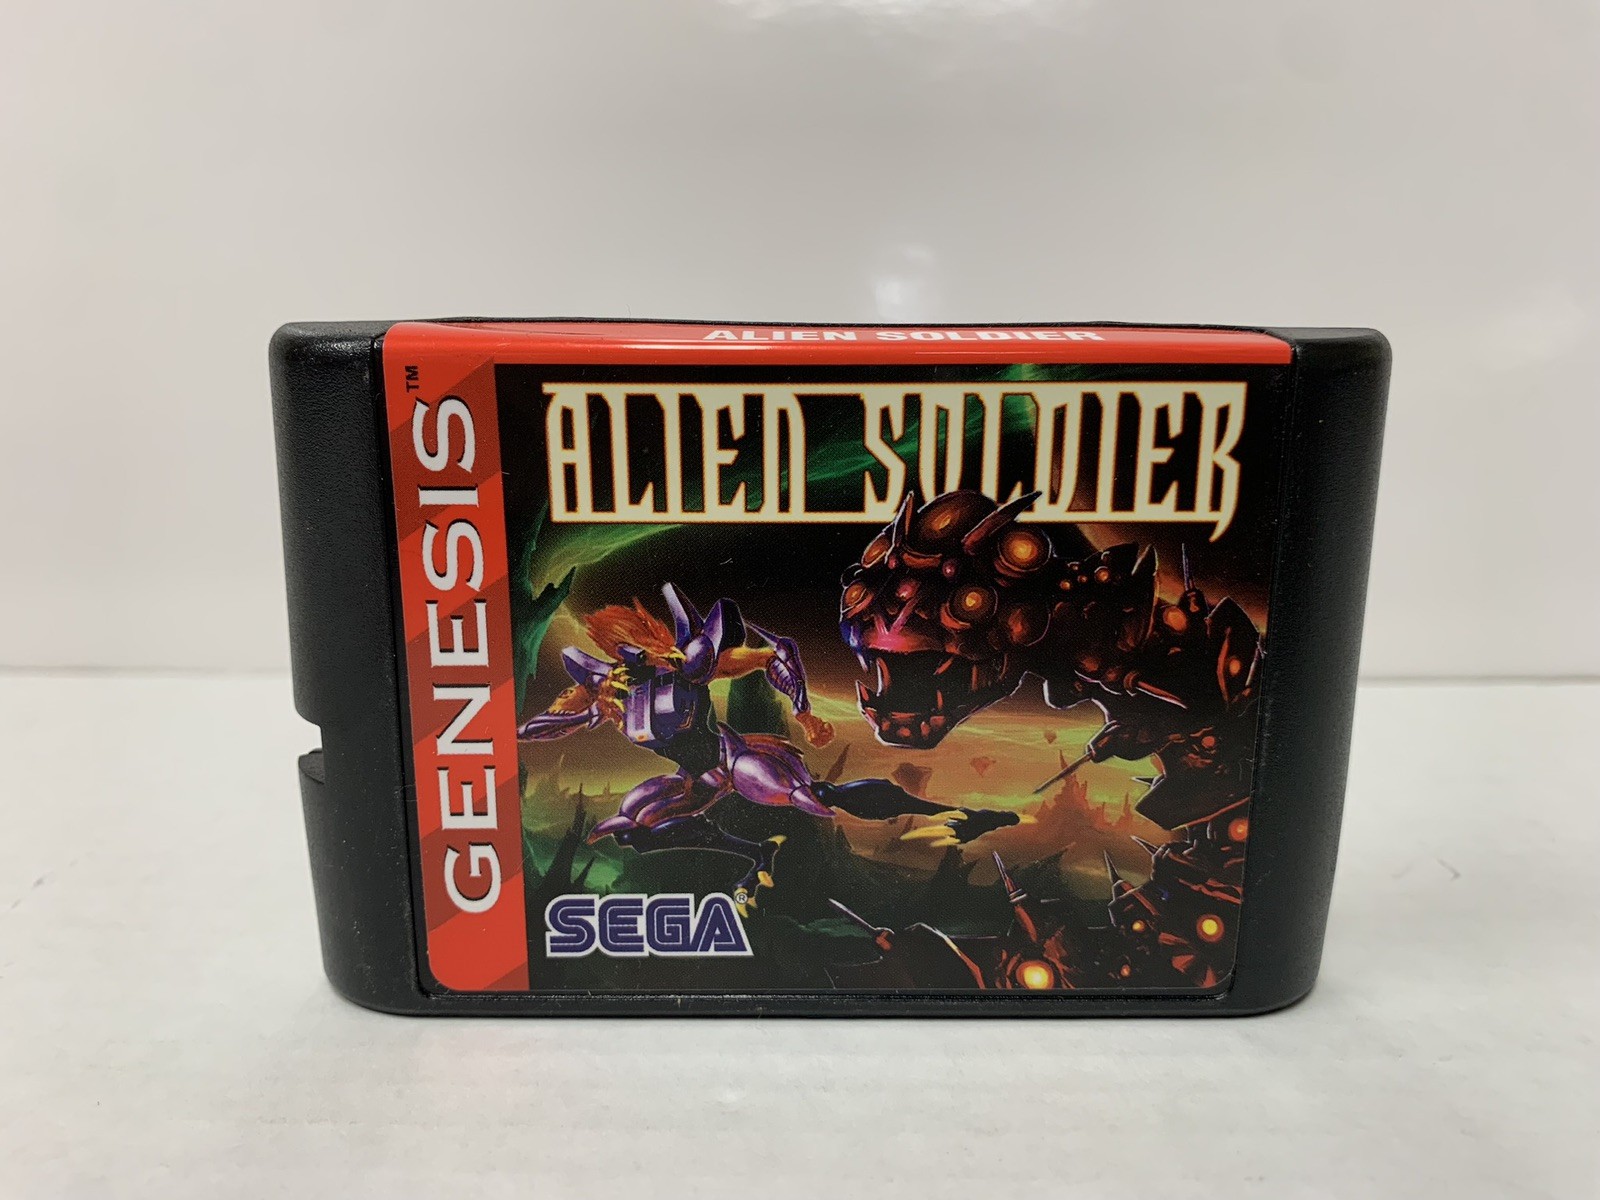 ALIEN SOLDIER
GENESIS™
ALIEN SOLDIER
SEGA®